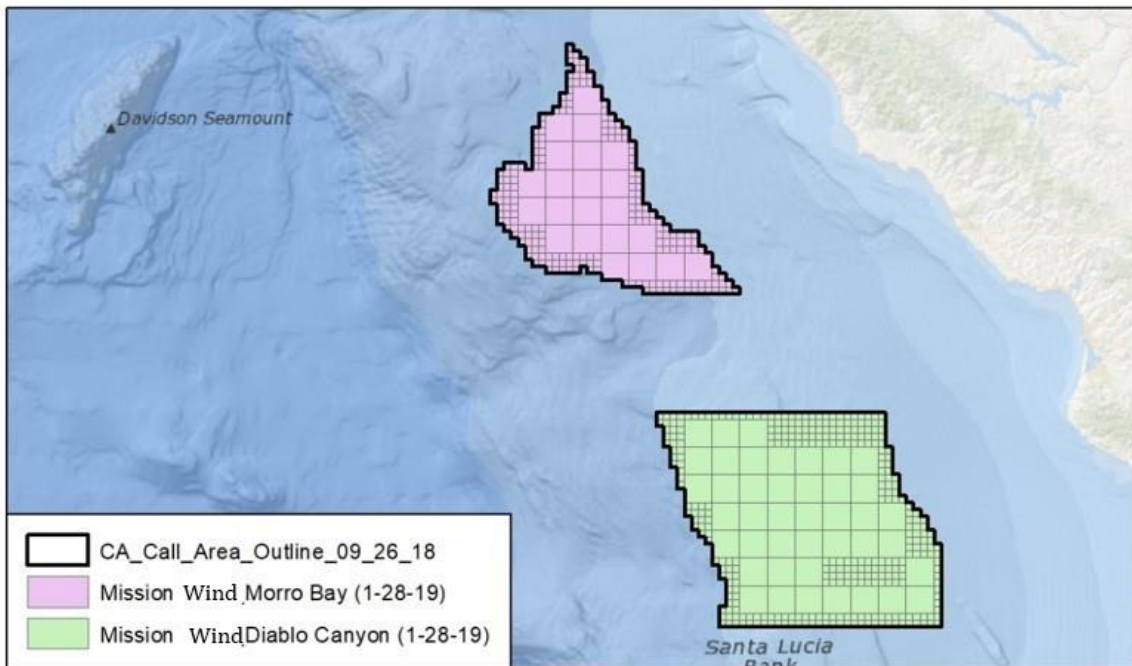 Davidson Seamount
CA_Call_Area_Outline_09_26_18
Mission Wind Morro Bay (1-28-19)
Mission Wind Diablo Canyon (1-28-19)
Santa Lucia
Bank